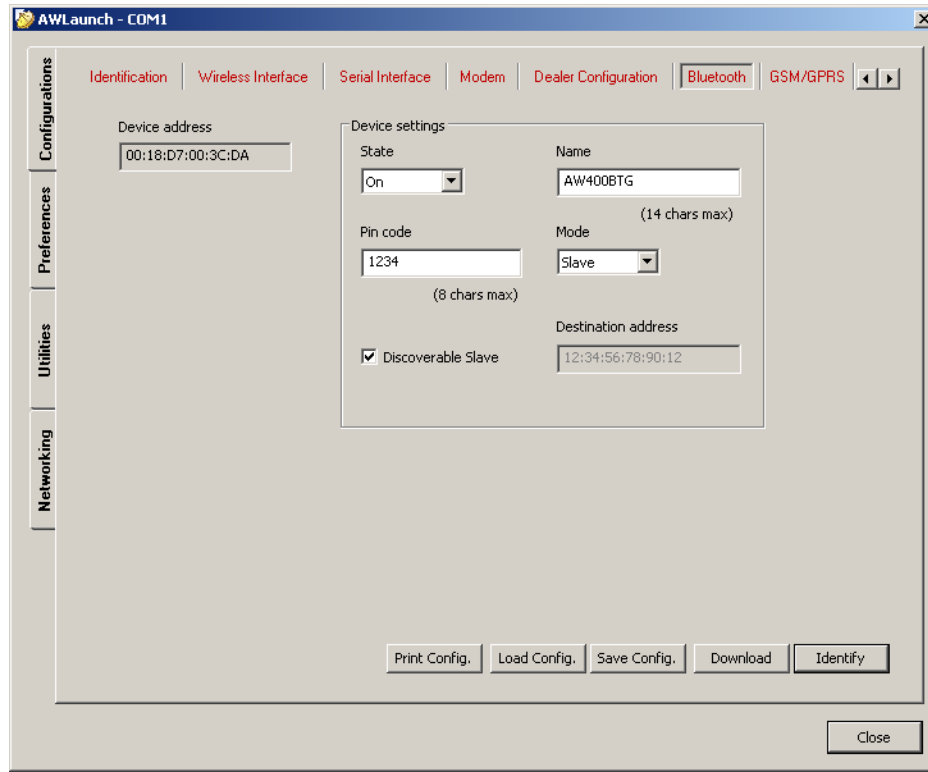 AWLaunch - COM1
Configurations
Preferences
Utilities
Networking
Identification
Wireless Interface
Serial Interface
Modem
Dealer Configuration
Bluetooth
GSM/GPRS
Device address
00:18:D7:00:3C:DA
Device settings
State
Name
On
AW400BTG
(14 chars max)
Pin code
Mode
1234
Slave
(8 chars max)
Destination address
Discoverable Slave
12:34:56:78:90:12
Print Config.
Load Config.
Save Config.
Download
Identify
Close